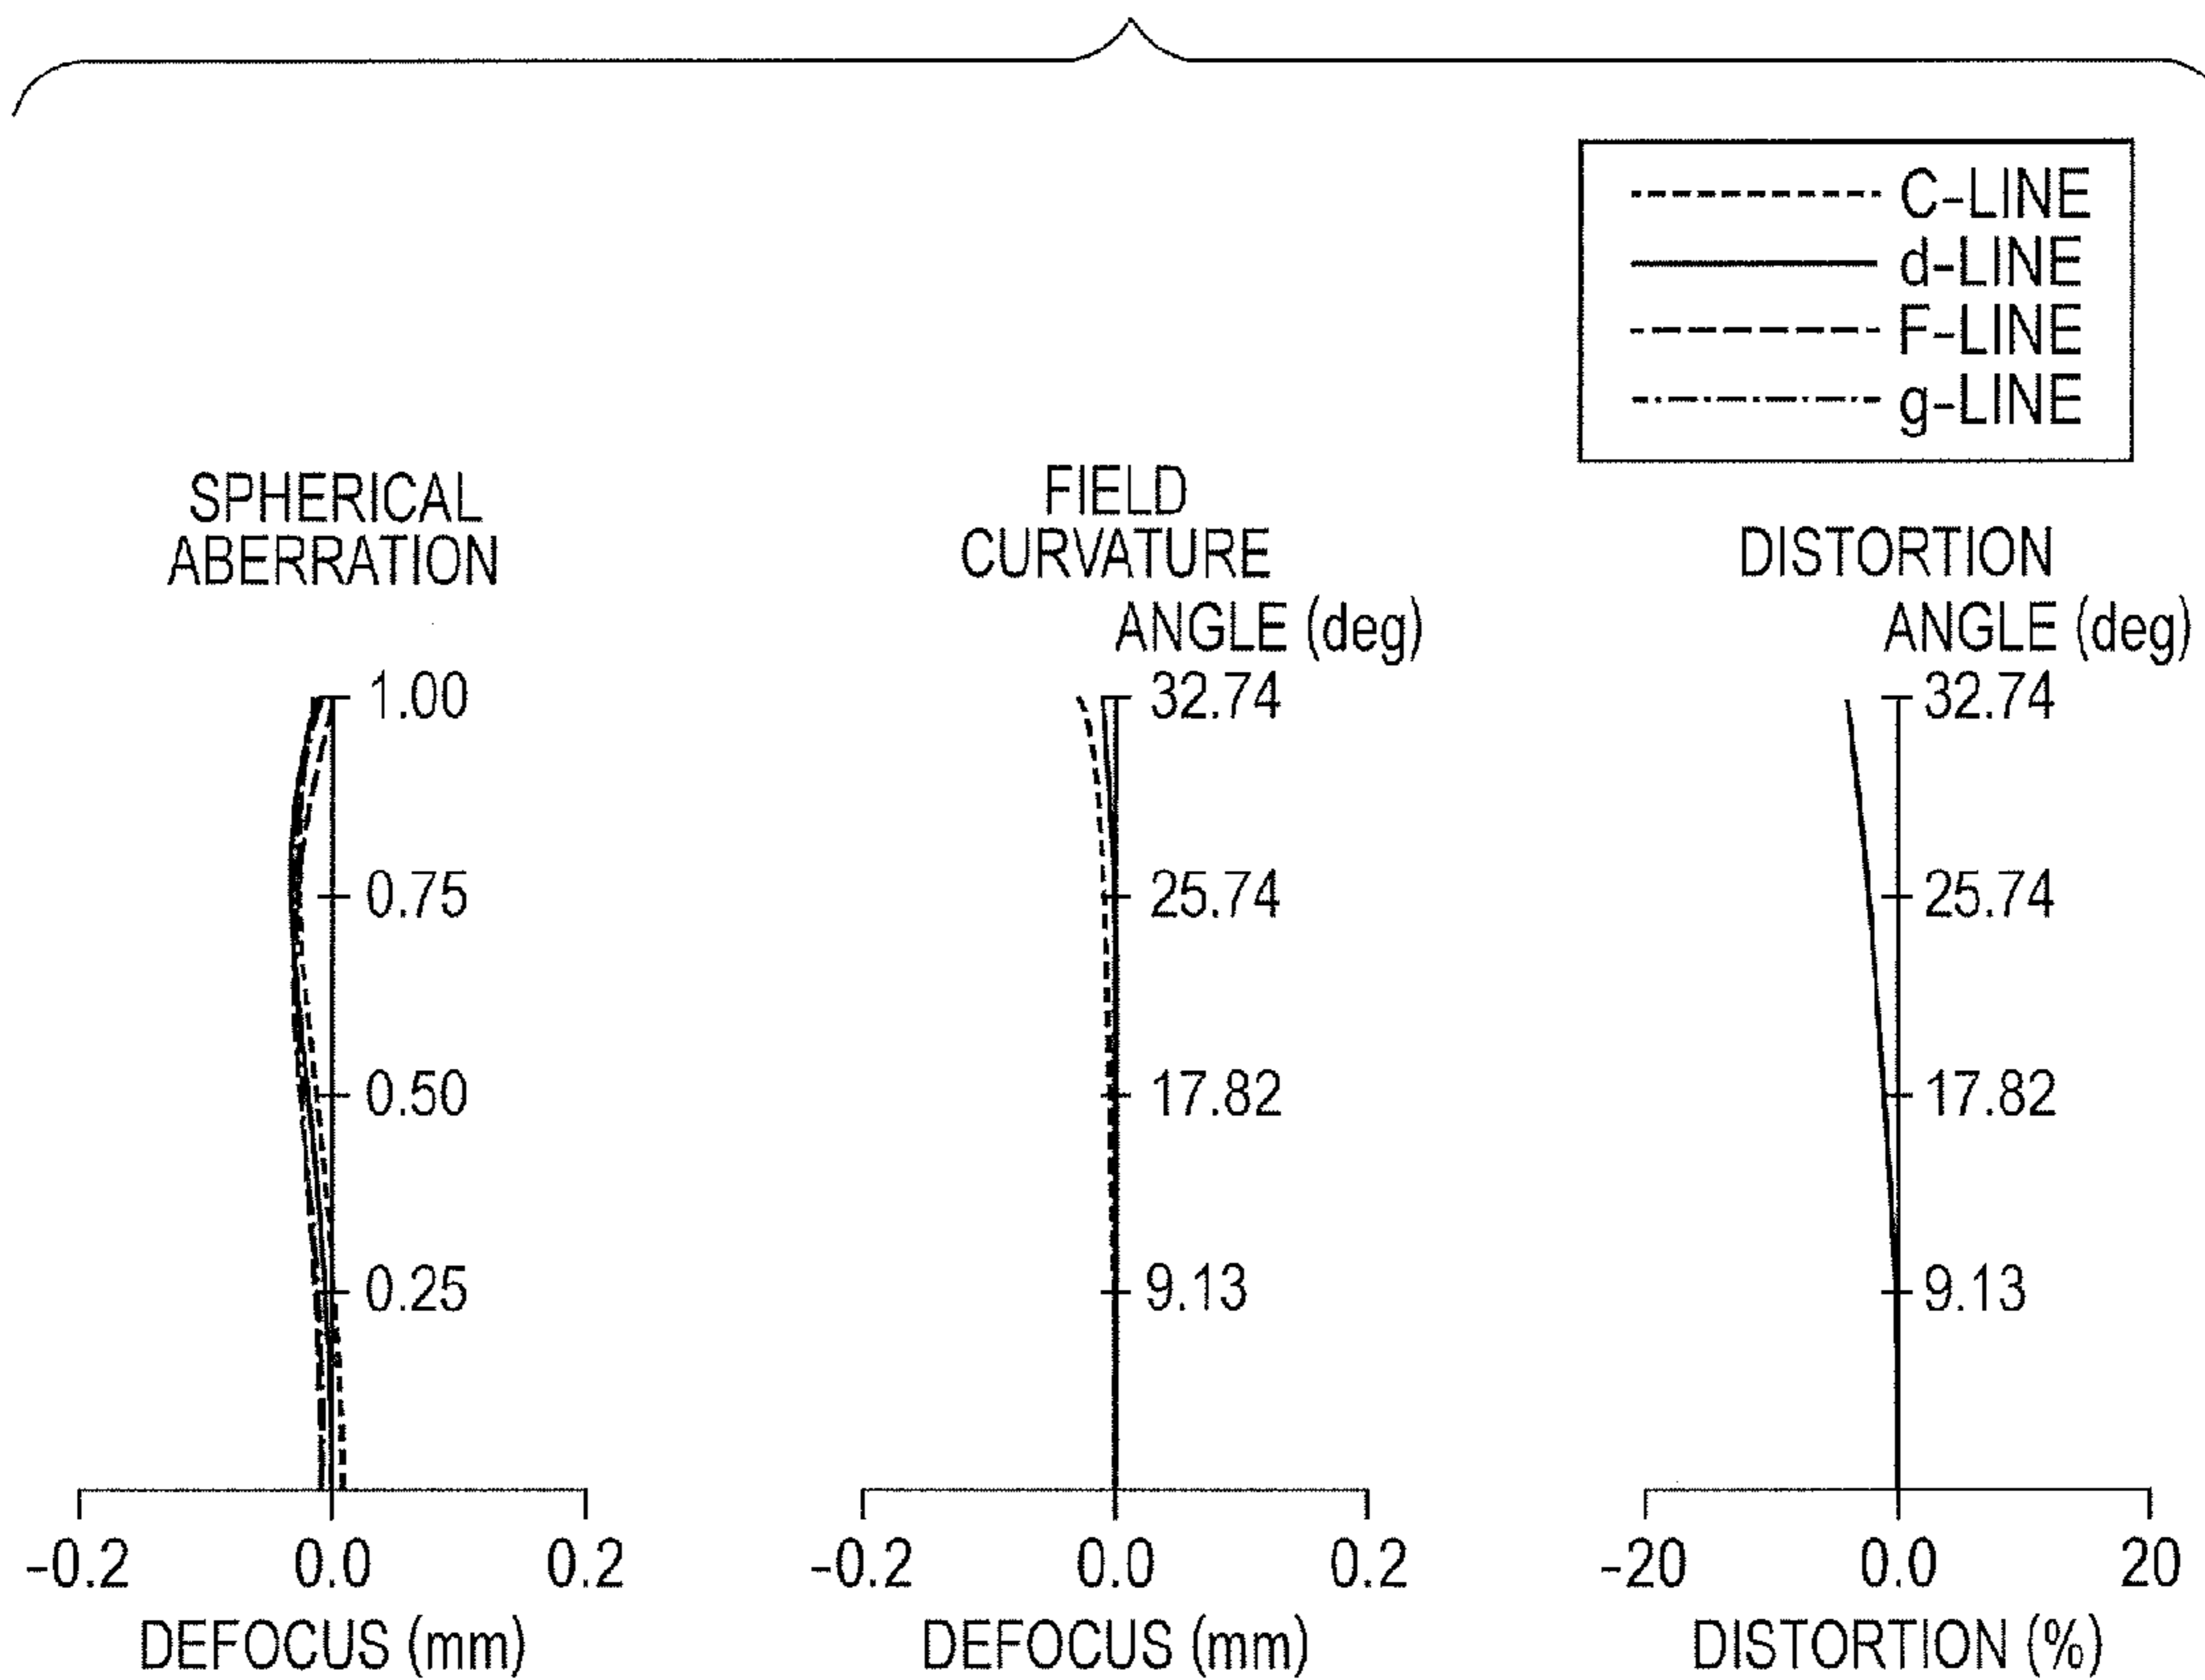 C-LINE
d-LINE
F-LINE
g-LINE
SPHERICAL
ABERRATION
1.00
0.75
0.50
0.25
-0.2
0.0
0.2
DEFOCUS (mm)
FIELD
CURVATURE
ANGLE (deg)
32.74
25.74
17.82
9.13
-0.2
0.0
0.2
DEFOCUS (mm)
DISTORTION
ANGLE (deg)
32.74
25.74
17.82
9.13
-20
0.0
20
DISTORTION (%)